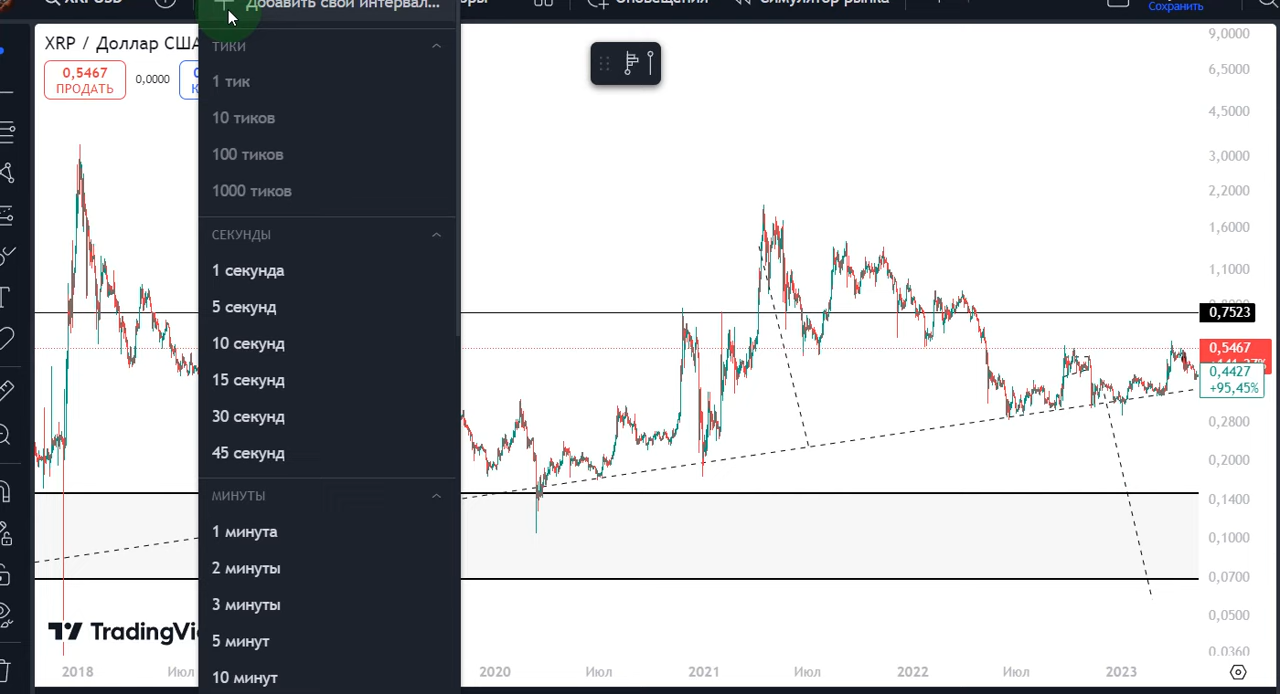 Добавить свой интервал...
Оповещения
Симулятор рынка
Сохранить
XRP / Доллар США
0,5467
ПРОДАТЬ
0,0000
ТИКИ
1 тик
10 тиков
100 тиков
1000 тиков
СЕКУНДЫ
1 секунда
5 секунд
10 секунд
15 секунд
30 секунд
45 секунд
МИНУТЫ
1 минута
2 минуты
3 минуты
5 минут
10 минут
9,0000
6,5000
4,5000
3,0000
2,2000
1,6000
1,1000
0,7523
0,5467
0,4427
+95,45%
0,2800
0,2000
0,1400
0,1000
0,0700
0,0500
0,0360
TradingVi
2018
Июл
2020
Июл
2021
Июл
2022
Июл
2023